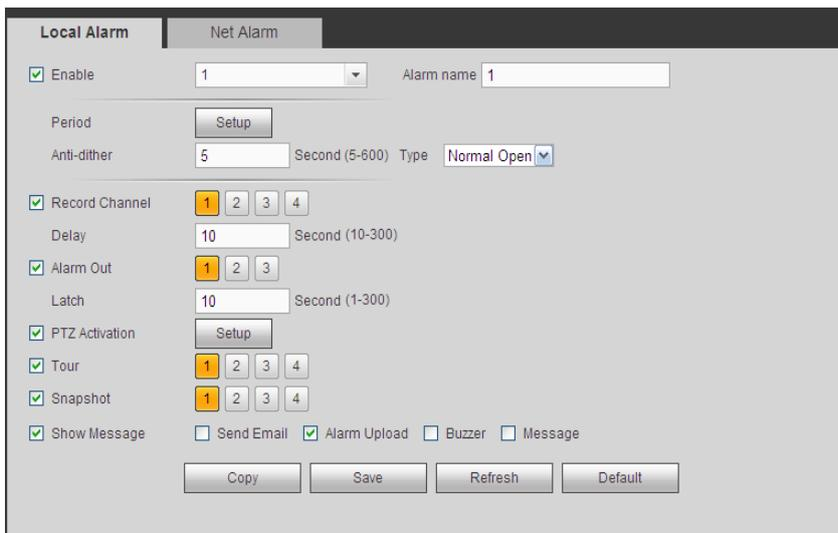 Local Alarm Net Alarm
Enable 1 Alarm name 1
Period Setup
Anti-dither 5 Second (5-600) Type Normal Open
Record Channel 1 2 3 4
Delay 10 Second (10-300)
Alarm Out 1 2 3
Latch 10 Second (1-300)
PTZ Activation Setup
Tour 1 2 3 4
Snapshot 1 2 3 4
Show Message Send Email Alarm Upload Buzzer Message
Copy Save Refresh Default